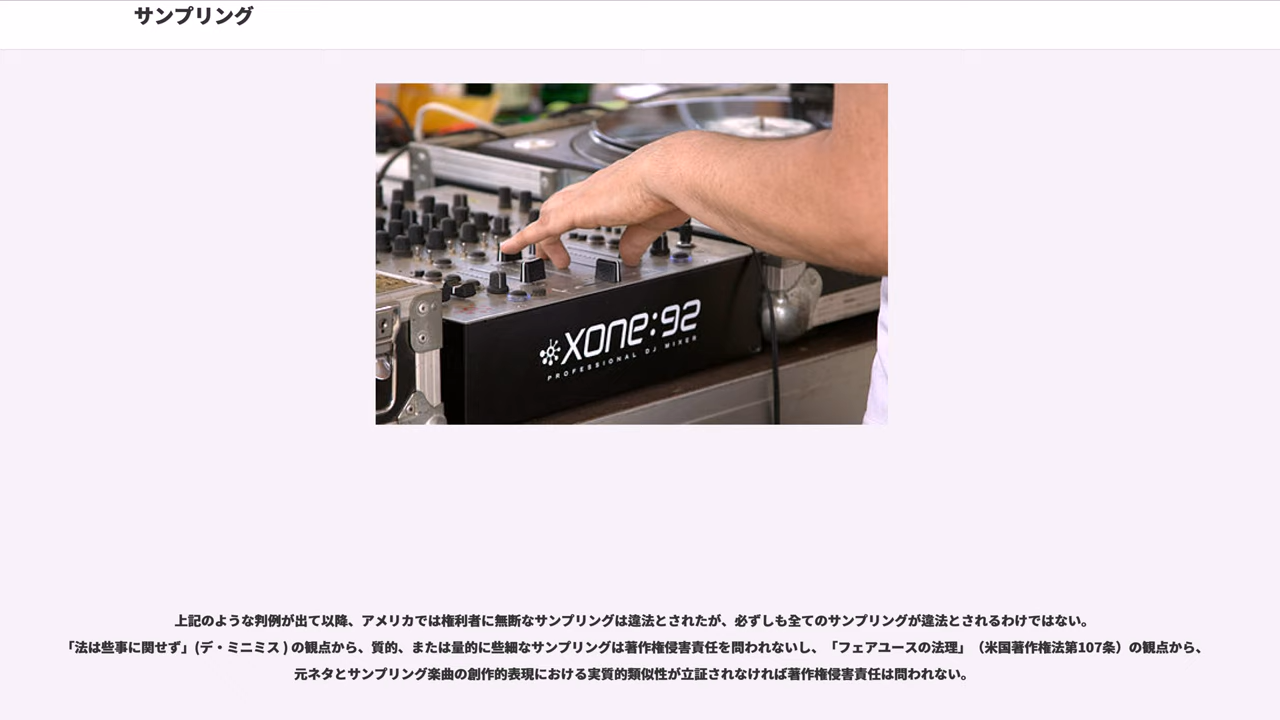 サンプリング
xone:92
PROFESSIONAL DJ MIXER
上記のような判例が出て以降、アメリカでは権利者に無断なサンプリングは違法とされたが、必ずしも全てのサンプリングが違法とされるわけではない。
「法は些事に関せず」(デ・ミニミス ) の観点から、質的、または量的に些細なサンプリングは著作権侵害責任を問われないし、「フェアユースの法理」（米国著作権法第107条）の観点から、
元ネタとサンプリング楽曲の創作的表現における実質的類似性が立証されなければ著作権侵害責任は問われない。